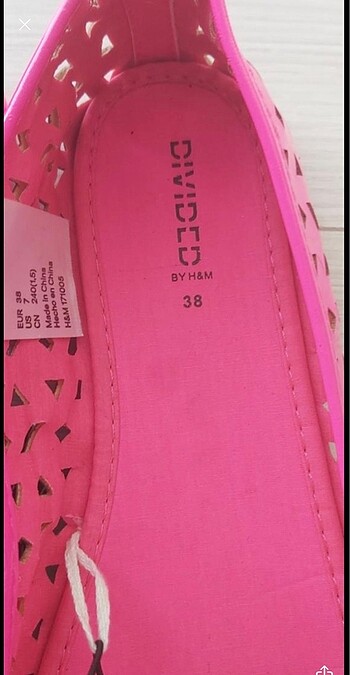 DIVIDED
BY H&M
38
EUR 38
US 7
CN 240(1,5)
Made in China
Hecho en China
H&M 171005